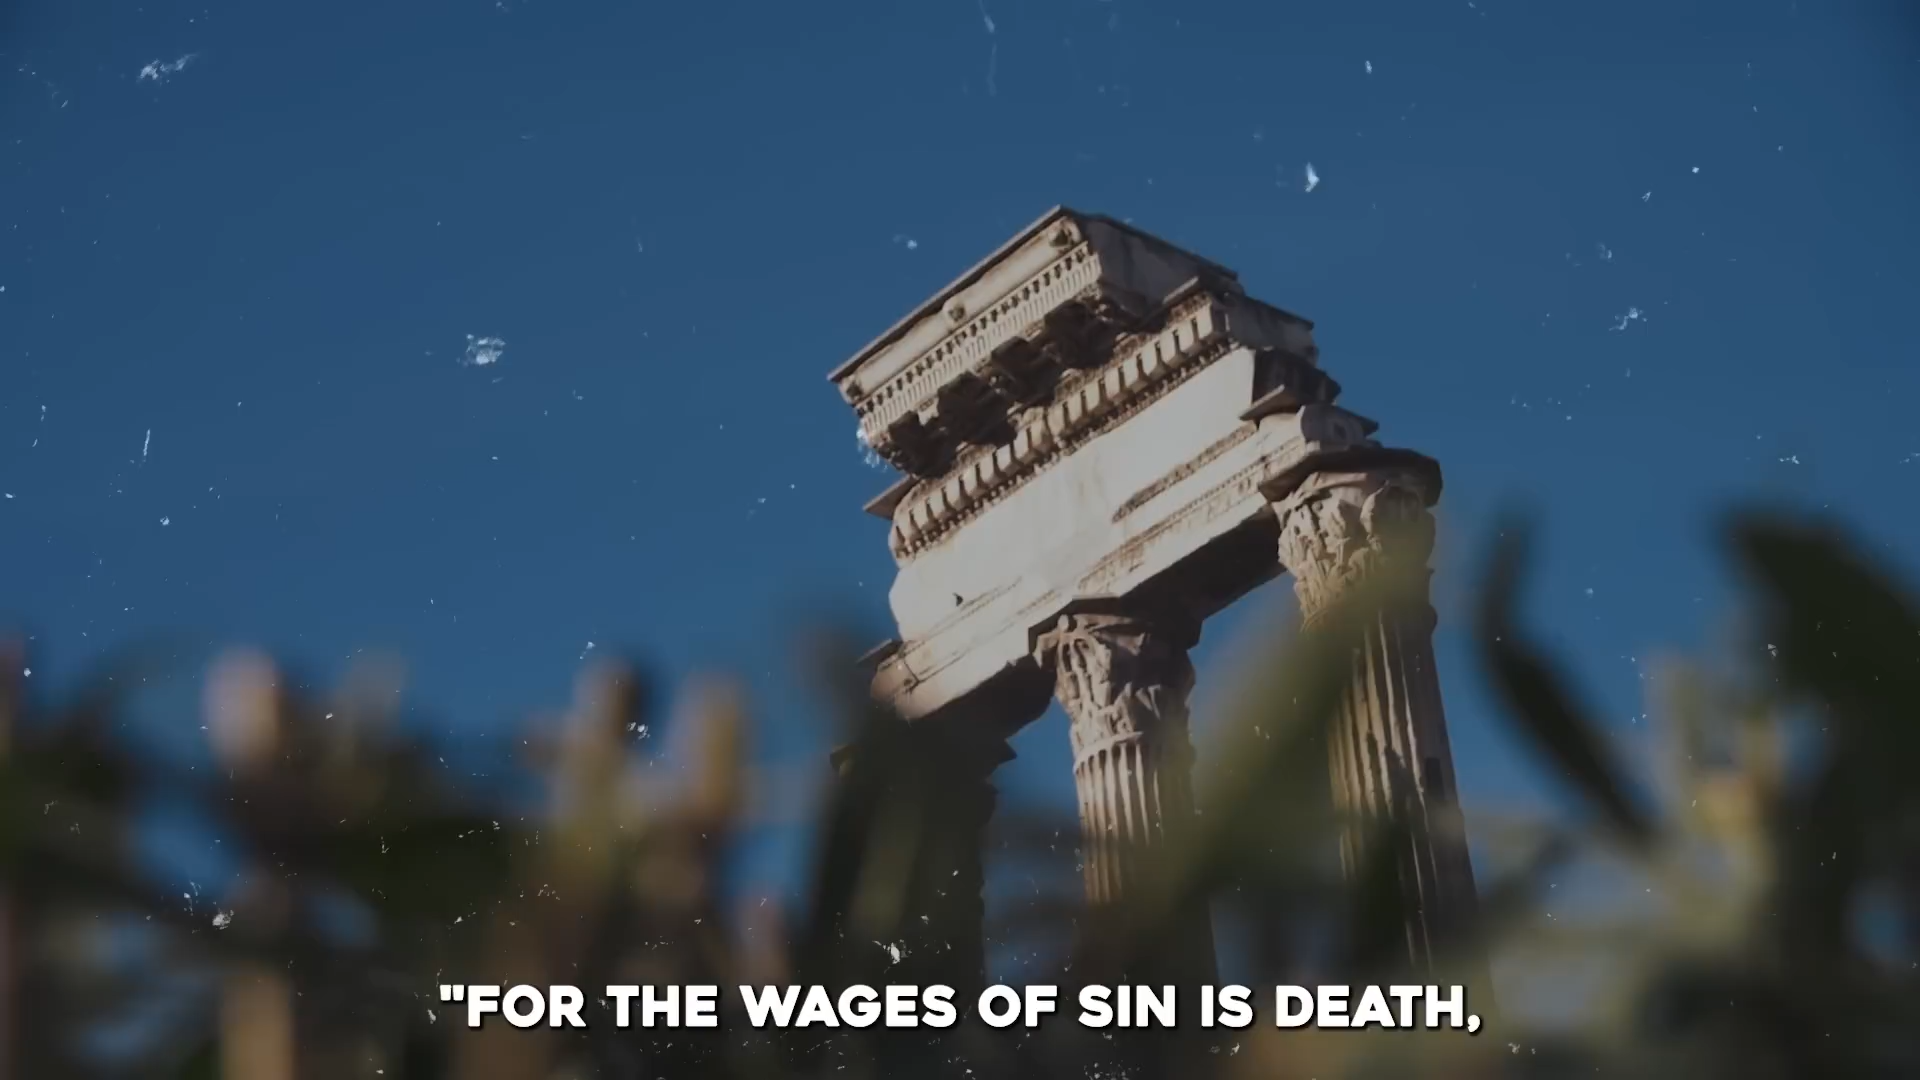 "FOR THE WAGES OF SIN IS DEATH,